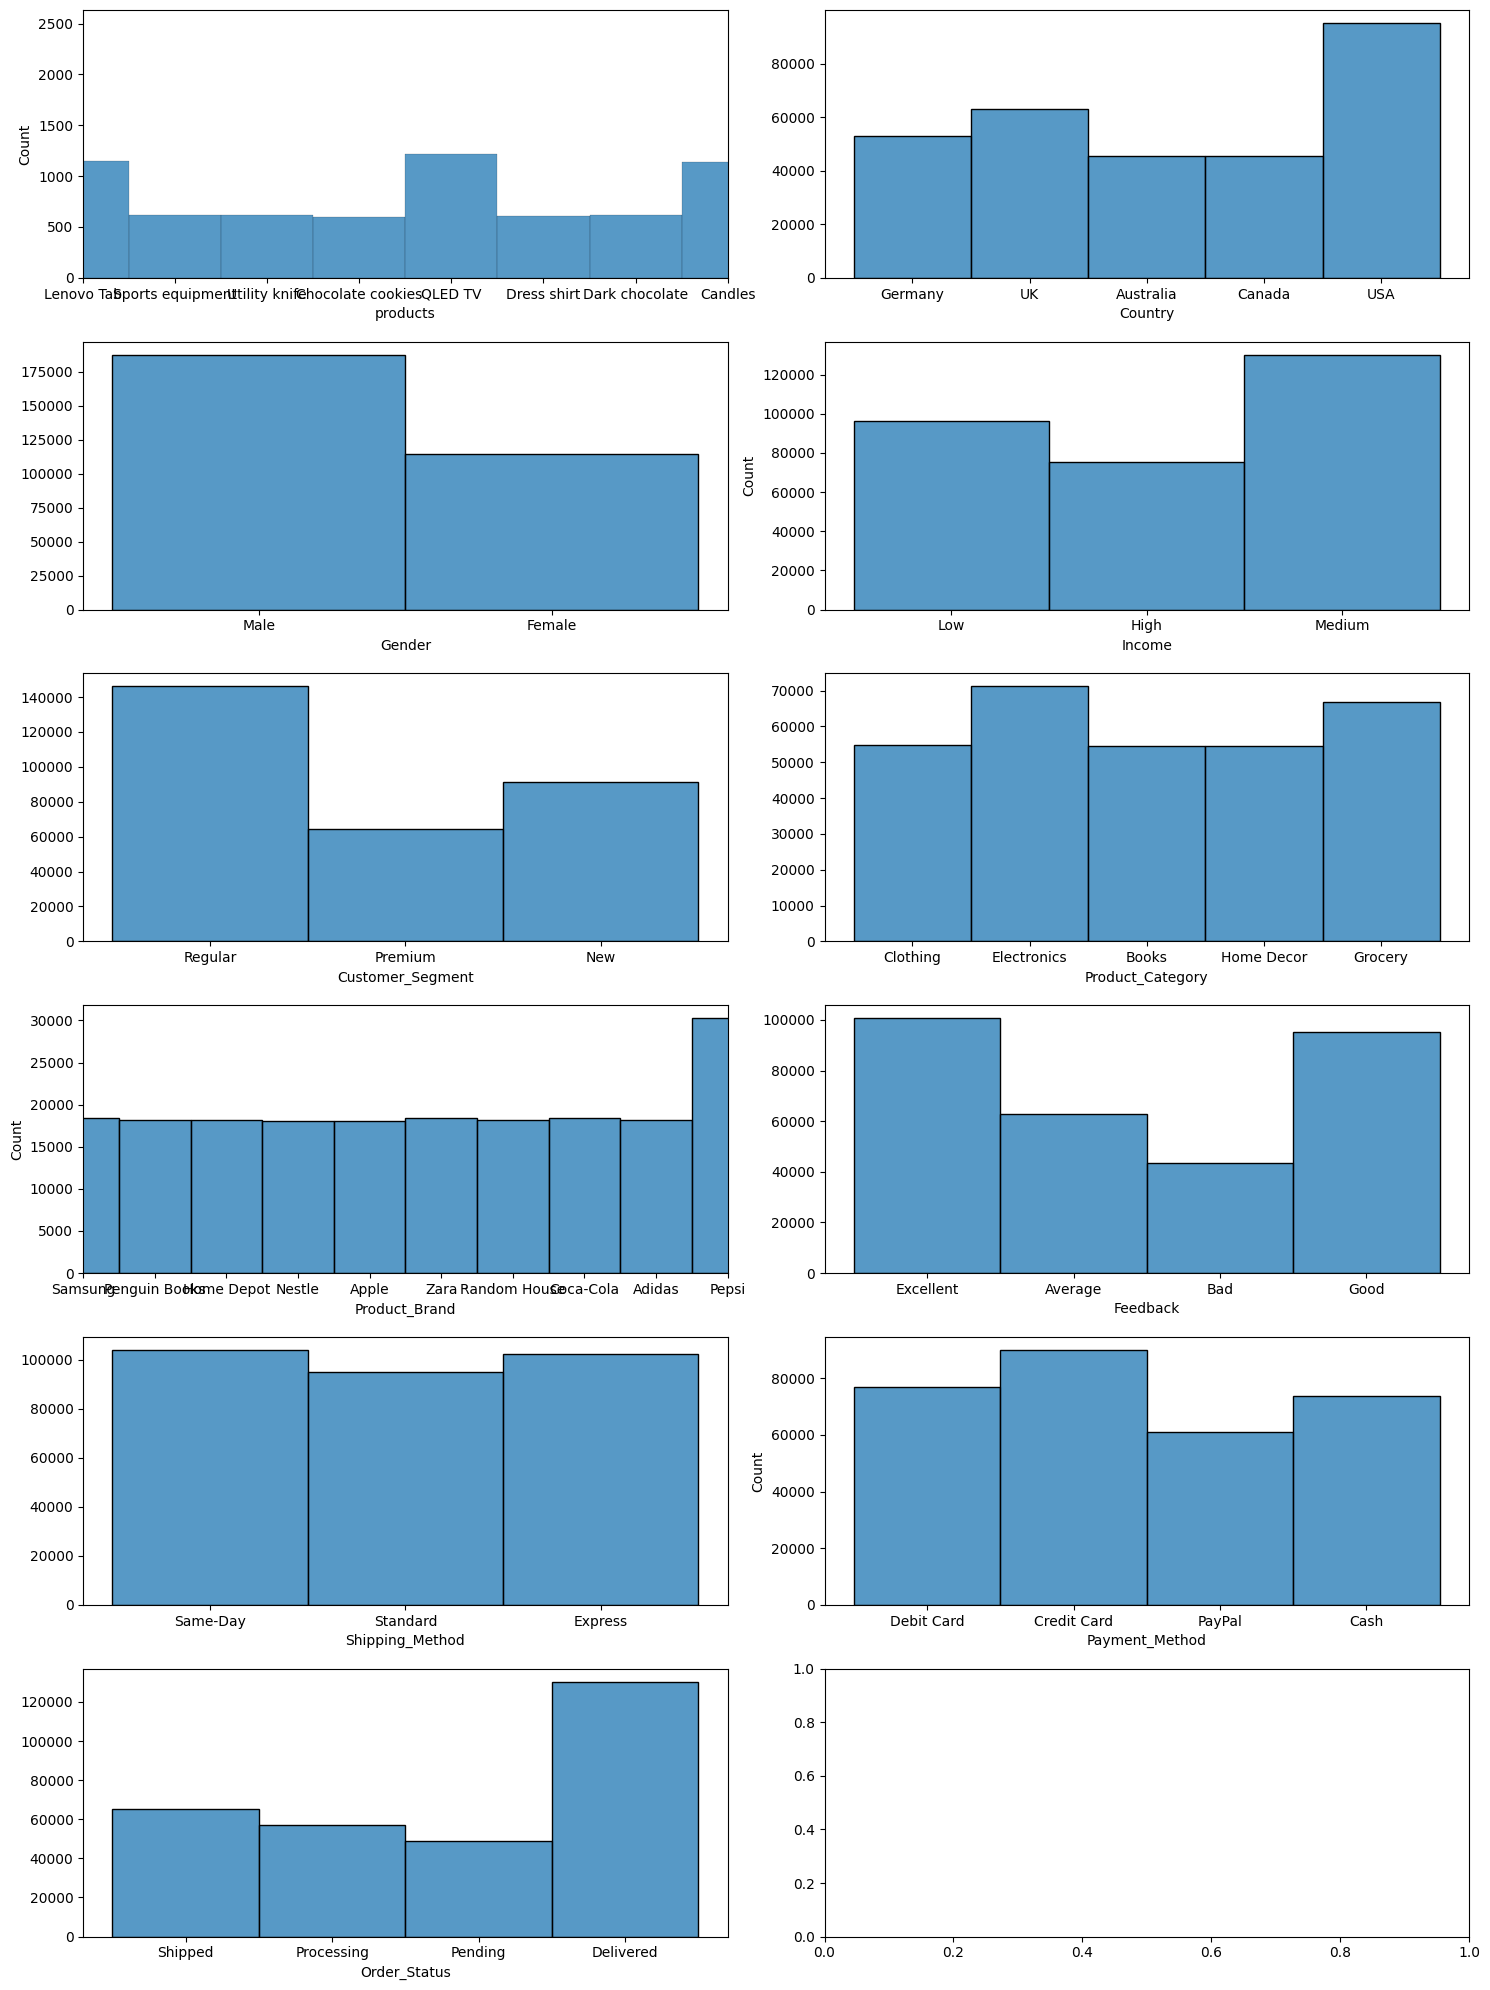 2500
2000
1500
1000
500
0
Count
Lenovo Tab Sports equipment Utility knife Chocolate cookies QLED TV Dress shirt Dark chocolate Candles
products
80000
60000
40000
20000
0
Germany UK Australia Canada USA
Country
175000
150000
125000
100000
75000
50000
25000
0
Male Female
Gender
120000
100000
80000
60000
40000
20000
0
Count
Low High Medium
Income
140000
120000
100000
80000
60000
40000
20000
0
Regular Premium New
Customer_Segment
70000
60000
50000
40000
30000
20000
10000
0
Clothing Electronics Books Home Decor Grocery
Product_Category
30000
25000
20000
15000
10000
5000
0
Count
Samsung Penguin Books Home Depot Nestle Apple Zara Random House Coca-Cola Adidas Pepsi
Product_Brand
100000
80000
60000
40000
20000
0
Excellent Average Bad Good
Feedback
100000
80000
60000
40000
20000
0
Same-Day Standard Express
Shipping_Method
80000
60000
40000
20000
0
Count
Debit Card Credit Card PayPal Cash
Payment_Method
120000
100000
80000
60000
40000
20000
0
Shipped Processing Pending Delivered
Order_Status
1.0
0.8
0.6
0.4
0.2
0.0
0.0 0.2 0.4 0.6 0.8 1.0